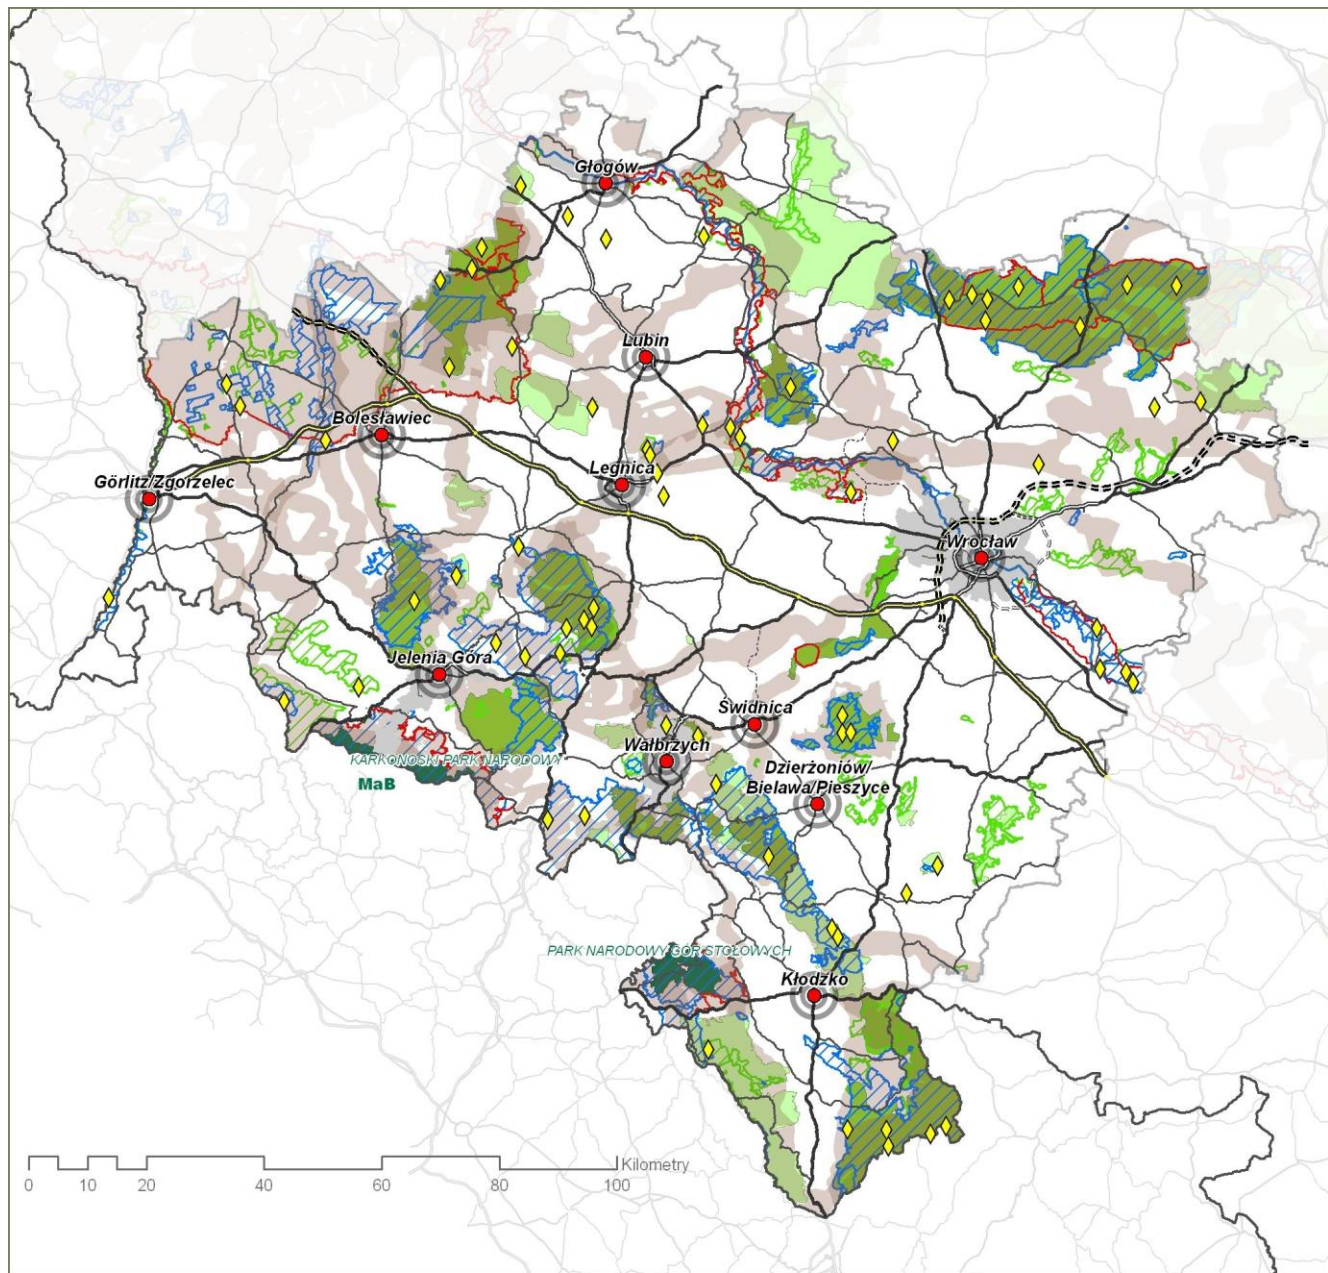 Głogów
Lubin
Bolesławiec
Legnica
Görlitz/Zgorzelec
Wrocław
Jelenia Góra
Świdnica
Wałbrzych
KARKONOSKI PARK NARODOWY
MaB
Dzierżoniów/
Bielawa/Pieszyce
PARK NARODOWY GÓR STOŁOWYCH
Kłodzko
Kilometry
0 10 20 40 60 80 100